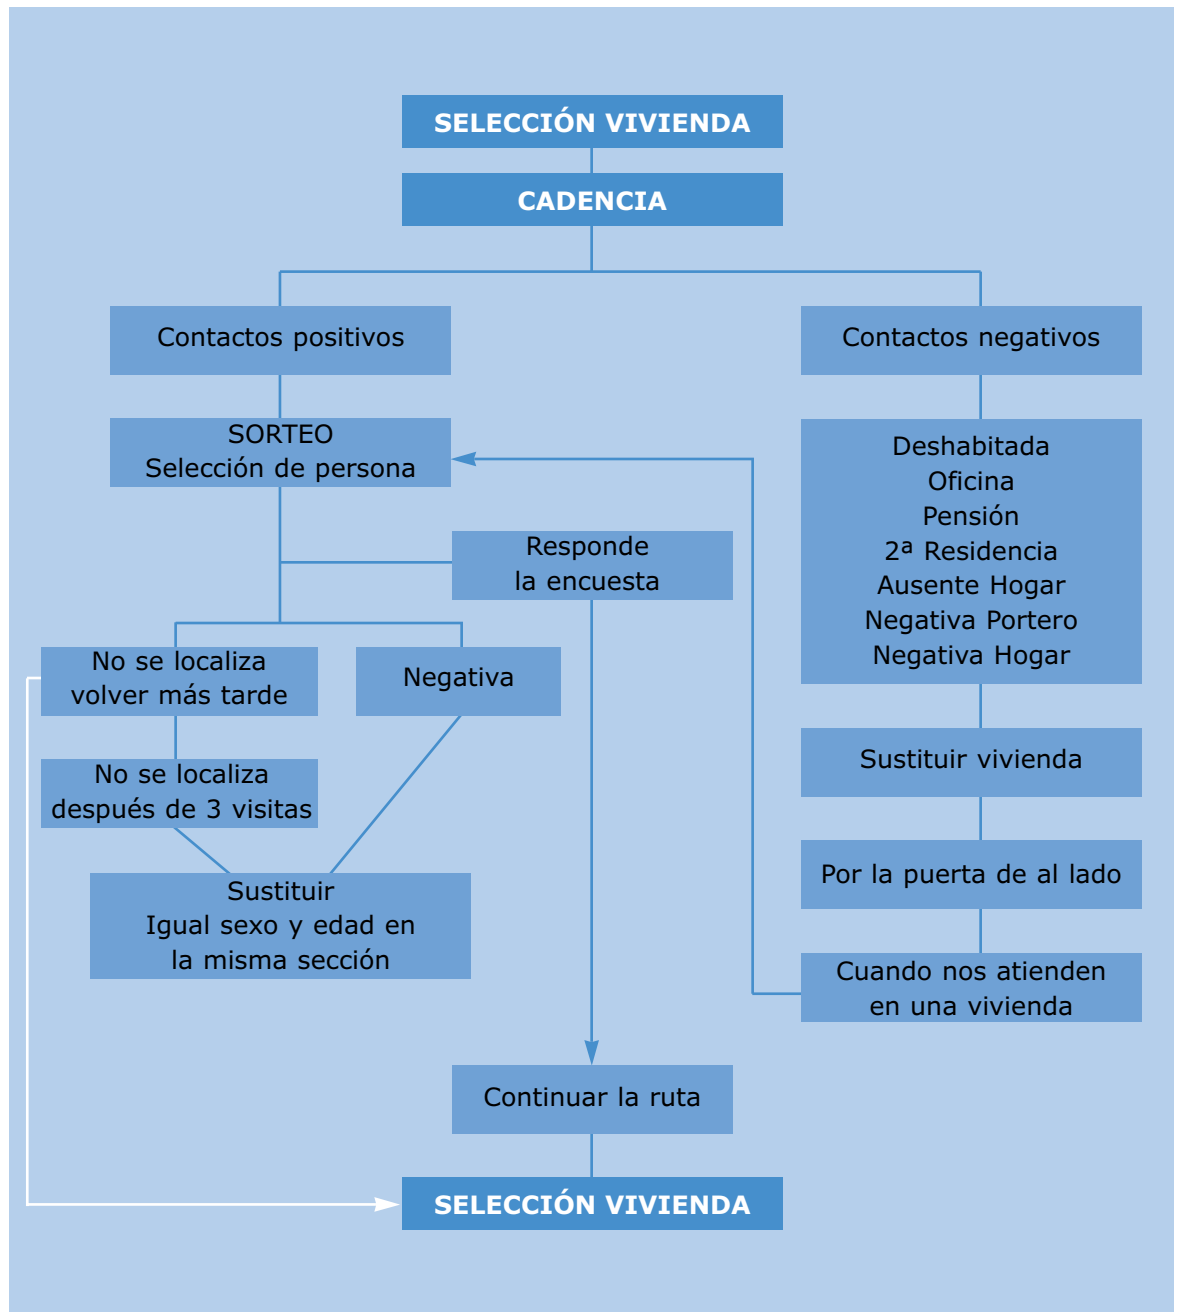 SELECCIÓN VIVIENDA
CADENCIA
Contactos positivos
Contactos negativos
SORTEO
Selección de persona
Deshabitada
Oficina
Pensión
2ª Residencia
Ausente Hogar
Negativa Portero
Negativa Hogar
Responde
la encuesta
No se localiza
volver más tarde
Negativa
Sustituir vivienda
No se localiza
después de 3 visitas
Por la puerta de al lado
Sustituir
Igual sexo y edad en
la misma sección
Cuando nos atienden
en una vivienda
Continuar la ruta
SELECCIÓN VIVIENDA